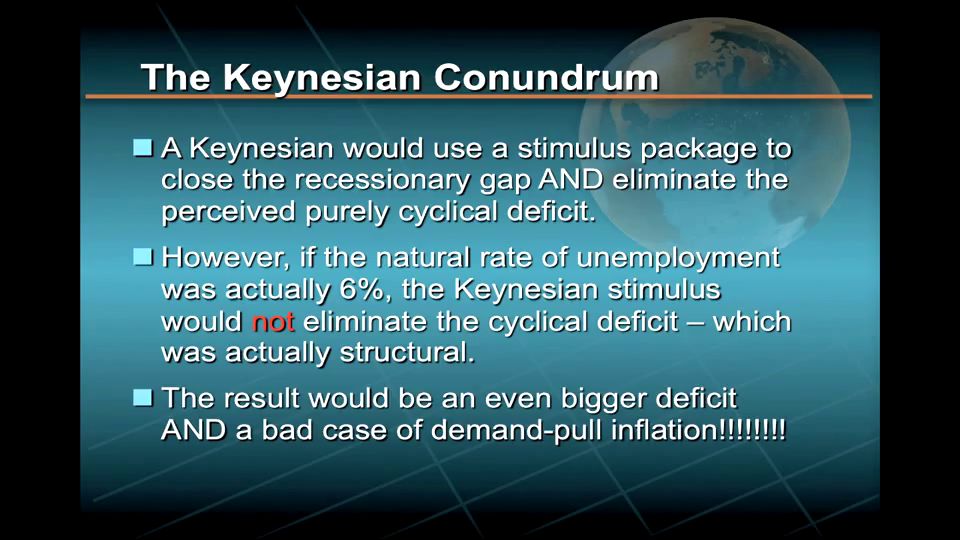 The Keynesian Conundrum
A Keynesian would use a stimulus package to
close the recessionary gap AND eliminate the
perceived purely cyclical deficit.
However, if the natural rate of unemployment
was actually 6%, the Keynesian stimulus
would not eliminate the cyclical deficit – which
was actually structural.
The result would be an even bigger deficit
AND a bad case of demand-pull inflation!!!!!!!!